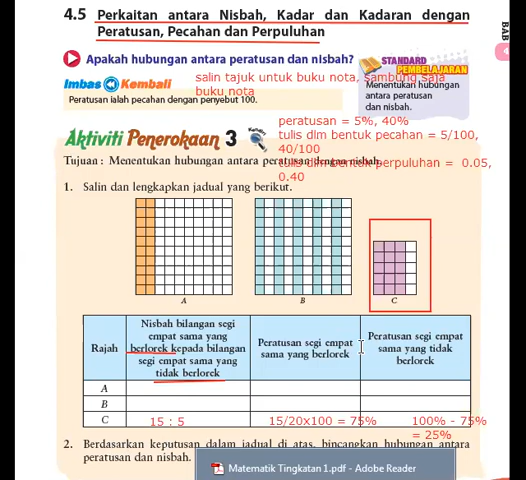 4.5 Perkaitan antara Nisbah, Kadar dan Kadaran dengan
Peratusan, Pecahan dan Perpuluhan
BAB
Apakah hubungan antara peratusan dan nisbah?
STANDARD
PEMBELAJARAN
Menentukan hubungan
antara peratusan
dan nisbah.
Imbas Kembali
salin tajuk untuk buku nota, sambung saja
buku nota
Peratusan ialah pecahan dengan penyebut 100.
peratusan = 5%, 40%
tulis dlm bentuk pecahan = 5/100,
40/100
tulis dlm bentuk perpuluhan = 0.05,
0.40
Aktiviti Penerokaan 3
Tujuan : Menentukan hubungan antara peratusan dengan nisbah.
1. Salin dan lengkapkan jadual yang berikut.
A
B
C
Rajah
Nisbah bilangan segi
empat sama yang
berlorek kepada bilangan
segi empat sama yang
tidak berlorek
Peratusan segi empat
sama yang berlorek
Peratusan segi empat
sama yang tidak
berlorek
A
B
C 15 : 5 15/20x100 = 75% 100% - 75%
= 25%
2. Berdasarkan keputusan dalam jadual di atas, bincangkan hubungan antara
peratusan dan nisbah.
Matematik Tingkatan 1.pdf - Adobe Reader